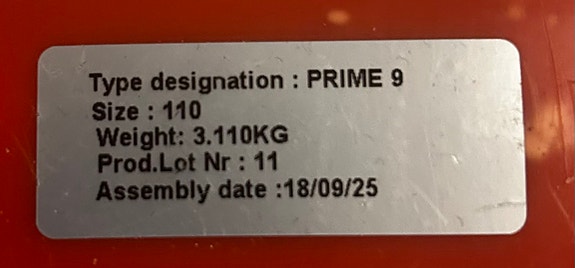 Type designation : PRIME 9
Size : 110
Weight: 3.110KG
Prod.Lot Nr : 11
Assembly date :18/09/25